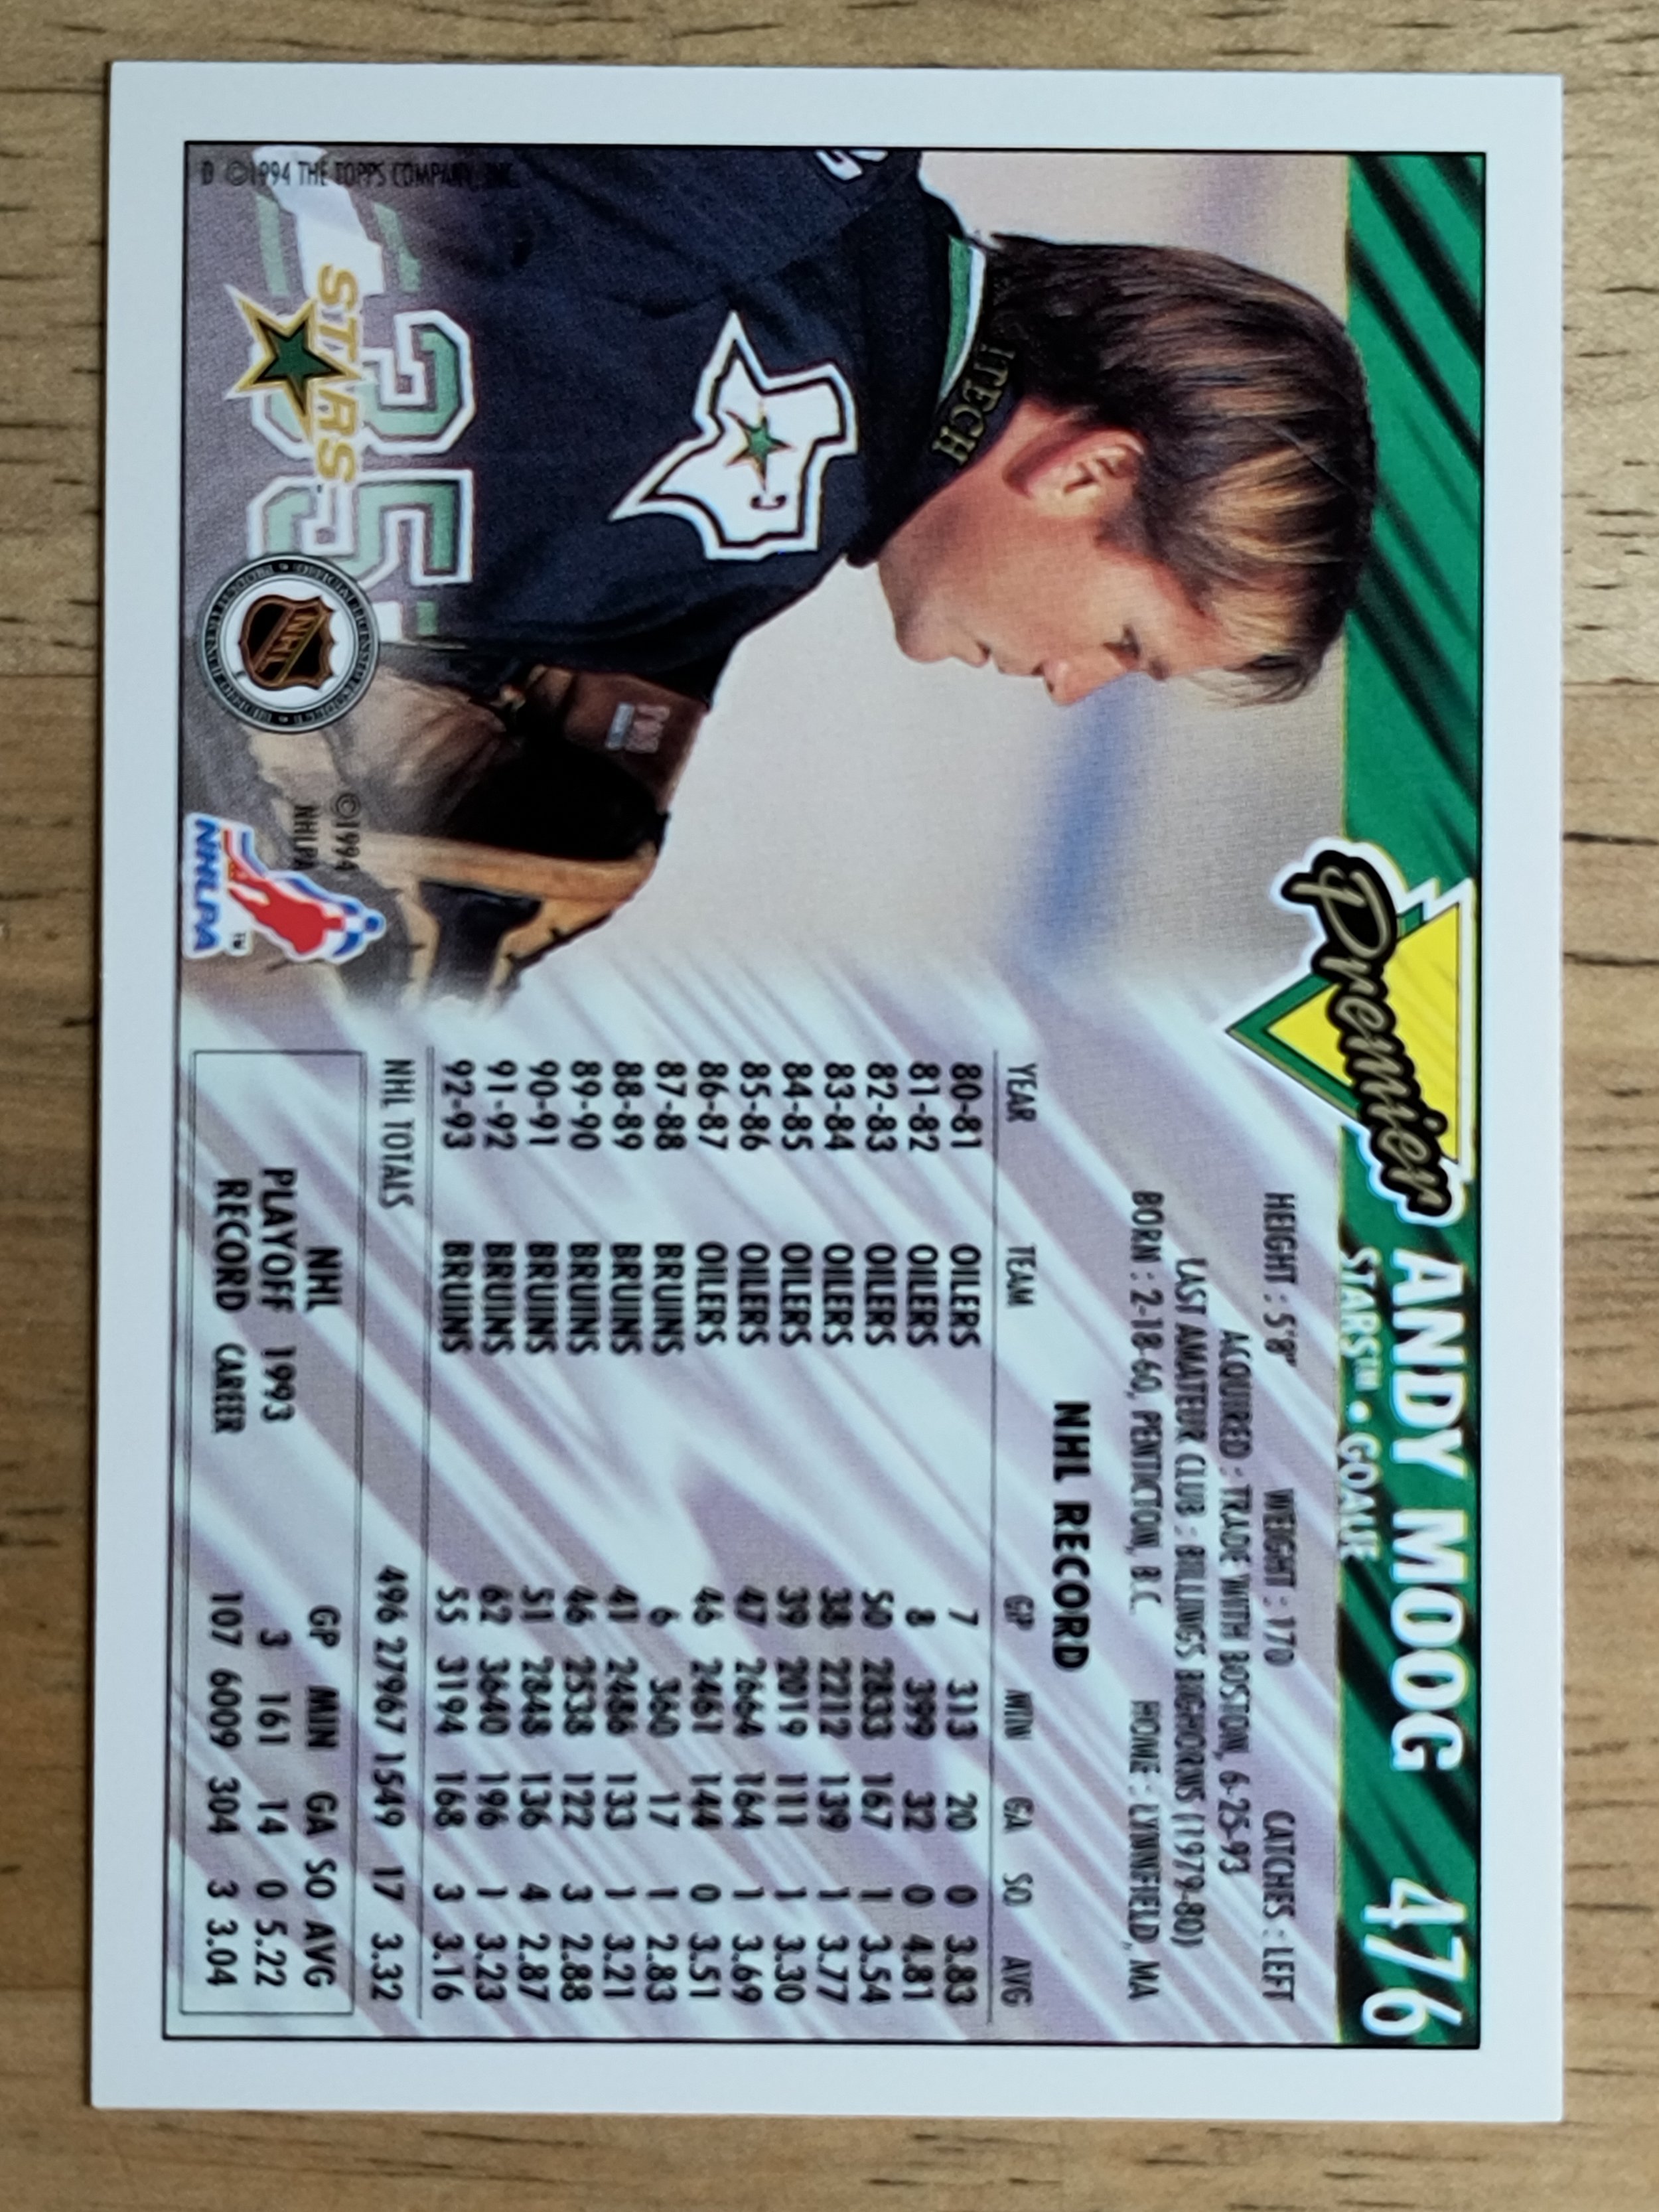 Premier
ANDY MOOG 476
STARS™ • GOALIE
HEIGHT : 5'8" WEIGHT : 170 CATCHES : LEFT
ACQUIRED : TRADE WITH BOSTON, 6-25-93
LAST AMATEUR CLUB : BILLINGS BIGHORNS (1979-80)
BORN : 2-18-60, PENTICTON, B.C. HOME : LYNNFIELD, MA
NHL RECORD
YEAR TEAM GP MIN GA SO AVG
80-81 OILERS 7 313 20 0 3.83
81-82 OILERS 8 399 32 0 4.81
82-83 OILERS 50 2833 167 1 3.54
83-84 OILERS 38 2212 139 1 3.77
84-85 OILERS 39 2019 111 1 3.30
85-86 OILERS 47 2664 164 1 3.69
86-87 OILERS 46 2461 144 0 3.51
87-88 BRUINS 6 360 17 1 2.83
88-89 BRUINS 41 2486 133 1 3.21
89-90 BRUINS 46 2538 122 3 2.88
90-91 BRUINS 51 2848 136 4 2.87
91-92 BRUINS 62 3640 196 1 3.23
92-93 BRUINS 55 3194 168 3 3.16
NHL TOTALS 496 27967 1549 17 3.32
NHL GP MIN GA SO AVG
PLAYOFF 1993 3 161 14 0 5.22
RECORD CAREER 107 6009 304 3 3.04
ITECH
C
35
STARS
NHL
©1994
NHLPA
NHLPA™
D ©1994 THE TOPPS COMPANY, INC.